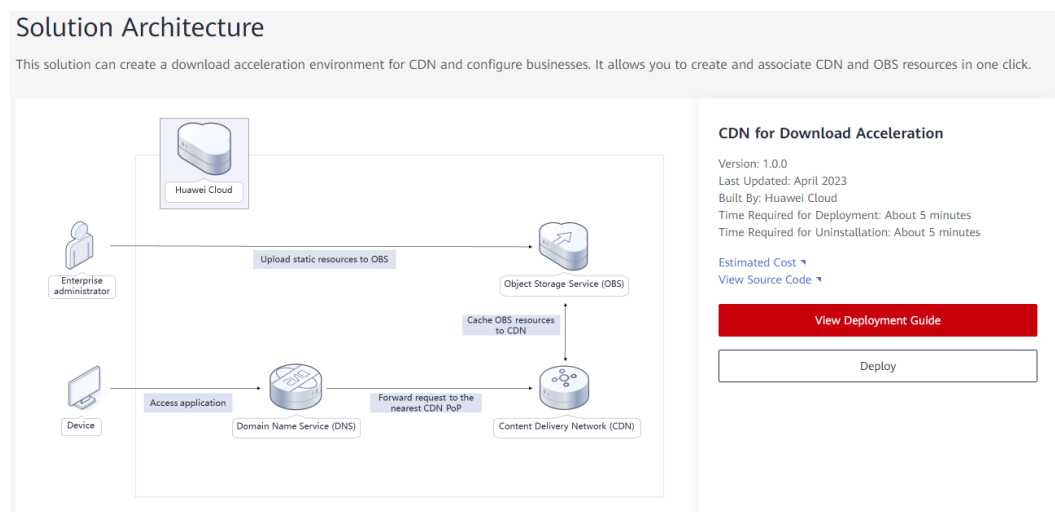 Solution Architecture
This solution can create a download acceleration environment for CDN and configure businesses. It allows you to create and associate CDN and OBS resources in one click.
Huawei Cloud
Enterprise
administrator
Upload static resources to OBS
Object Storage Service (OBS)
Cache OBS resources
to CDN
Device
Access application
Domain Name Service (DNS)
Forward request to the
nearest CDN PoP
Content Delivery Network (CDN)
CDN for Download Acceleration
Version: 1.0.0
Last Updated: April 2023
Built By: Huawei Cloud
Time Required for Deployment: About 5 minutes
Time Required for Uninstallation: About 5 minutes
Estimated Cost
View Source Code
View Deployment Guide
Deploy